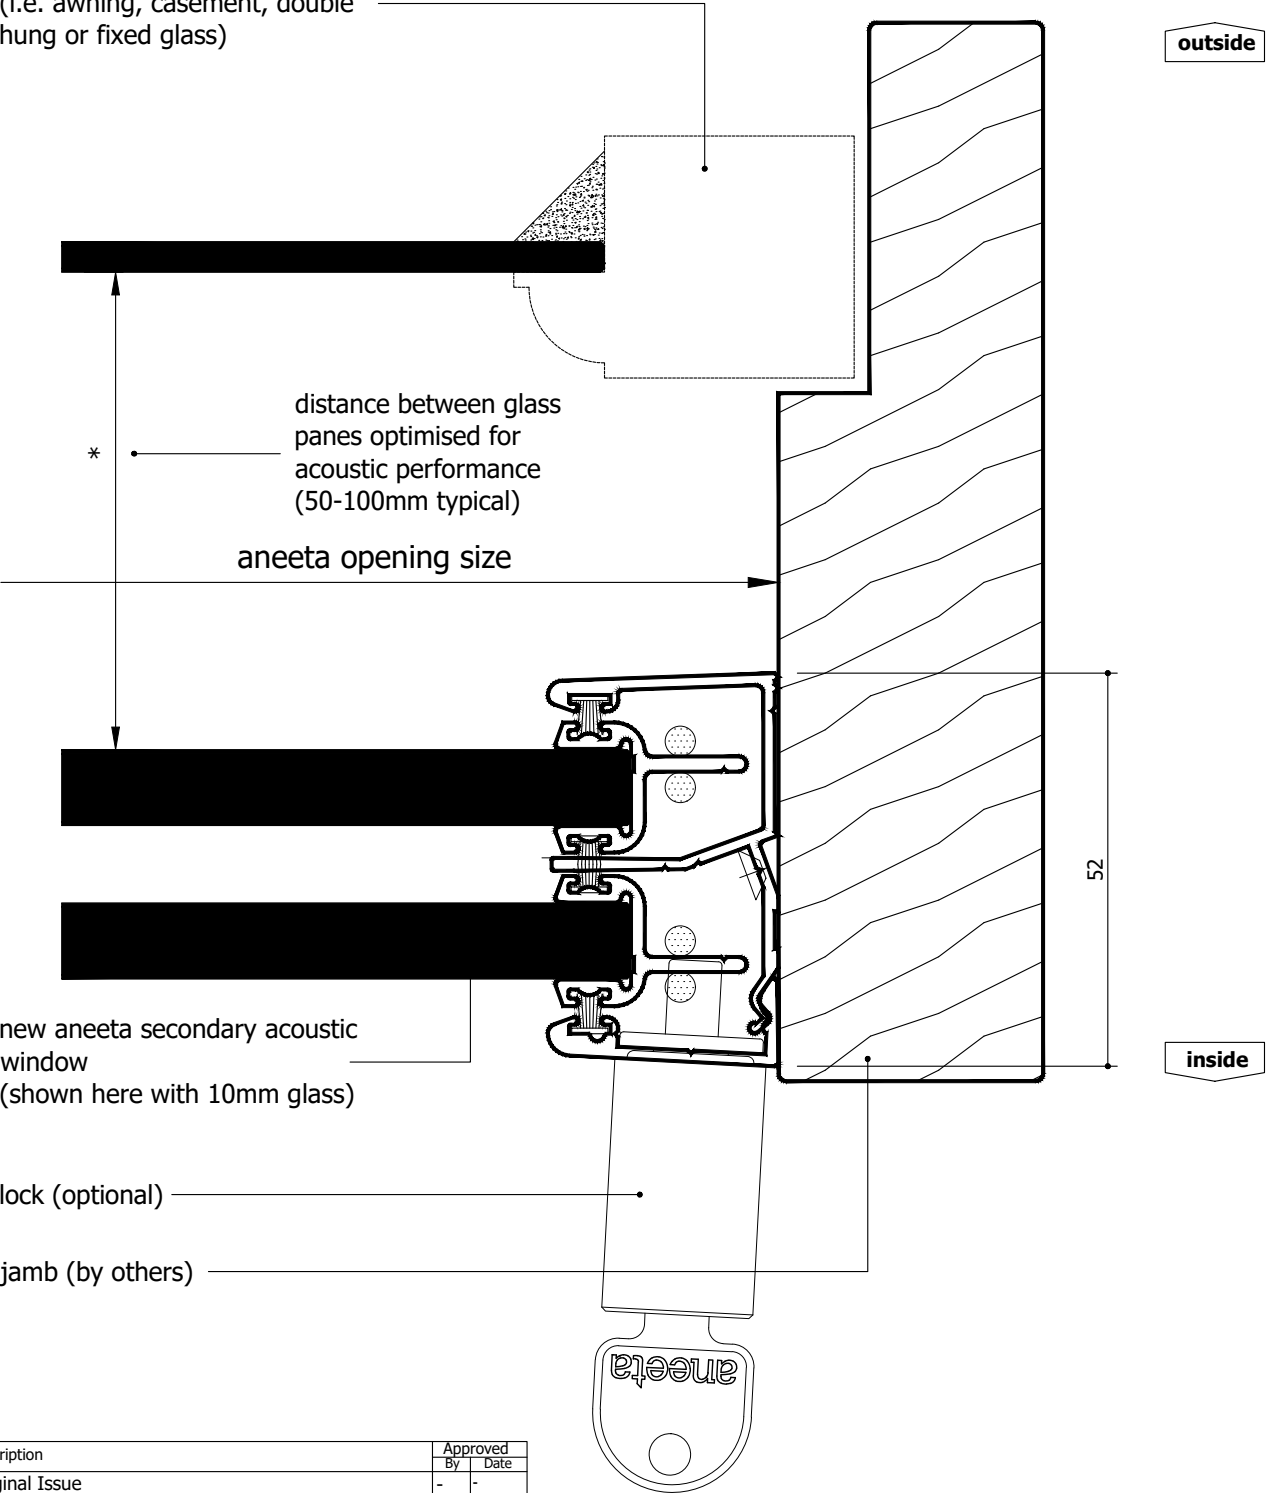 (i.e. awning, casement, double
hung or fixed glass)
outside
distance between glass
panes optimised for
acoustic performance
(50-100mm typical)
*
aneeta opening size
52
new aneeta secondary acoustic
window
(shown here with 10mm glass)
inside
lock (optional)
jamb (by others)
aneeta
ription
Approved
By Date
ginal Issue
- -